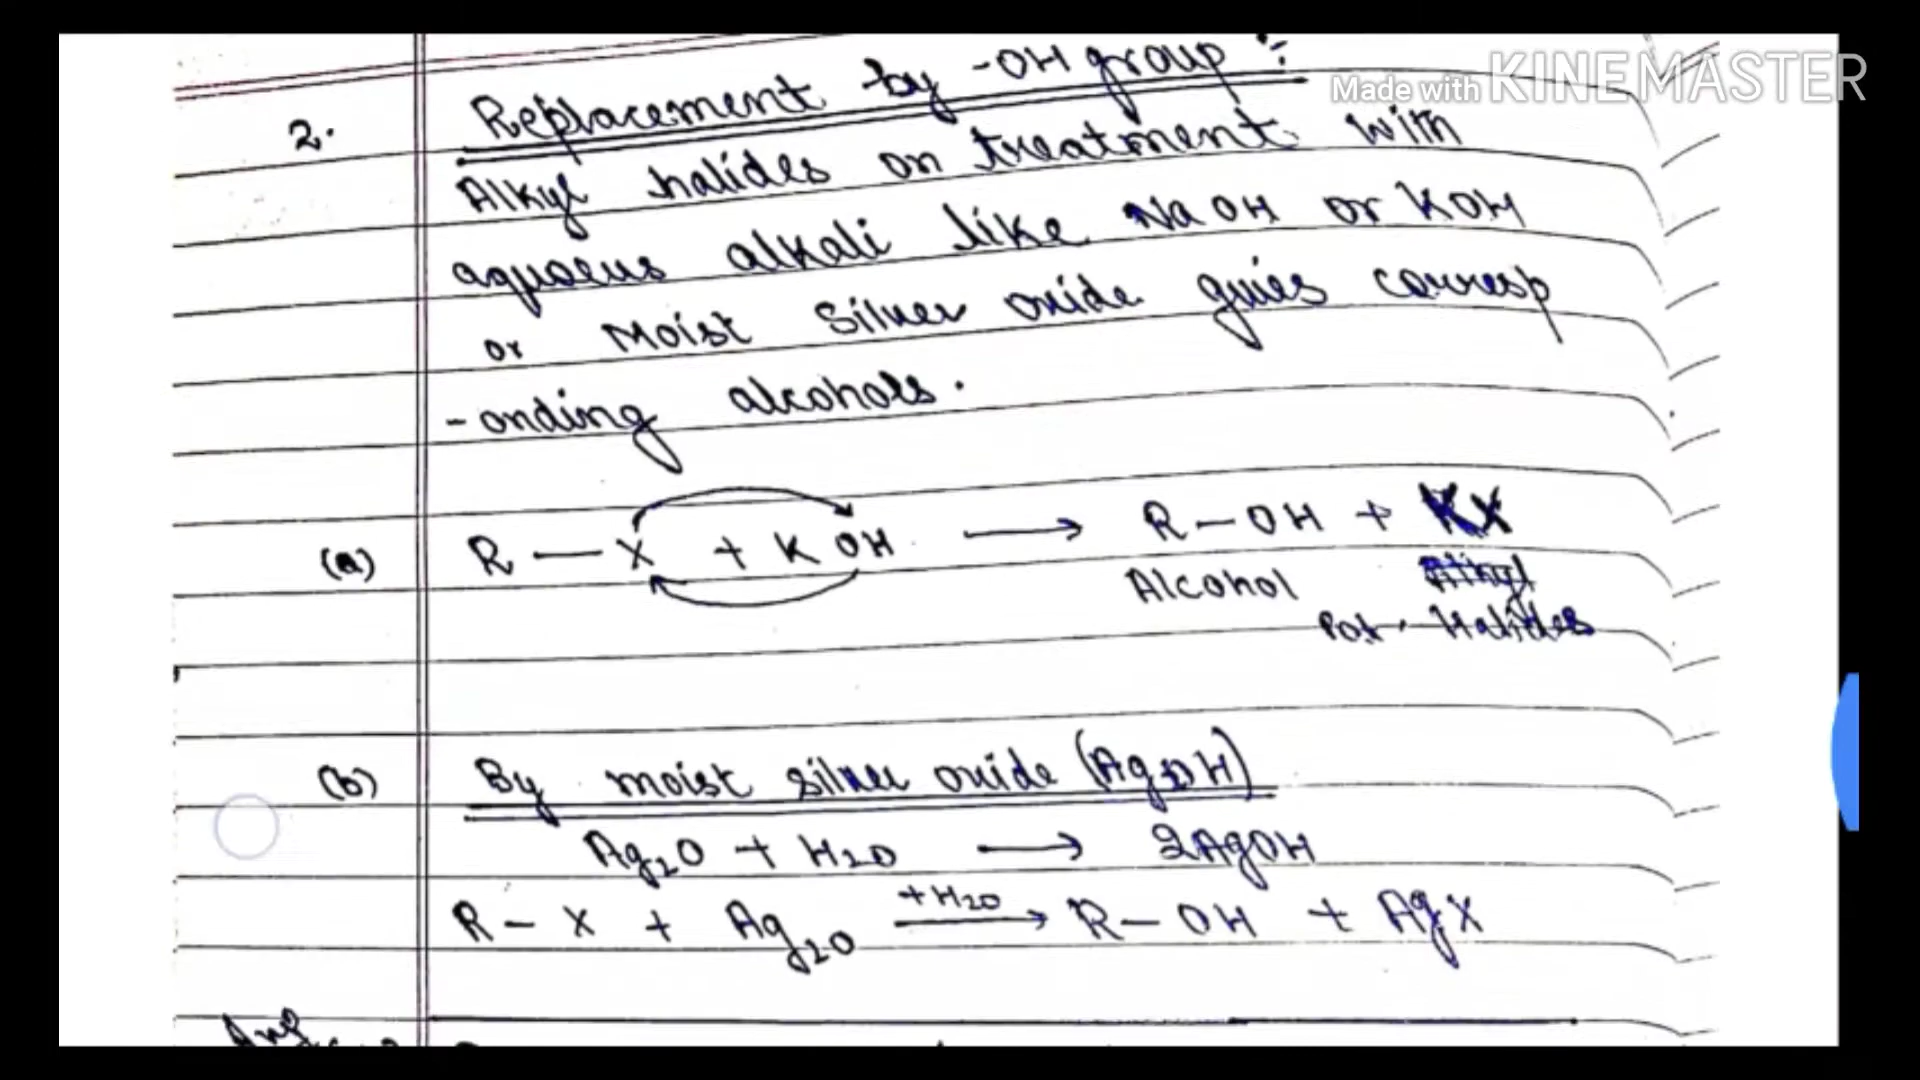 Made with KINEMASTER
2. Replacement by -OH group :-
Alkyl halides on treatment with
aquoeus alkali like NaOH or KOH
or Moist Silver oxide gives corresp
-onding alcohols.
(a) R — X + K OH ⟶ R — OH + KX
Alcohol
Pot. Halides
(b) By moist silver oxide (AgOH)
Ag2O + H2O ⟶ 2AgOH
+H2O
R - X + Ag2O ⟶ R - OH + AgX